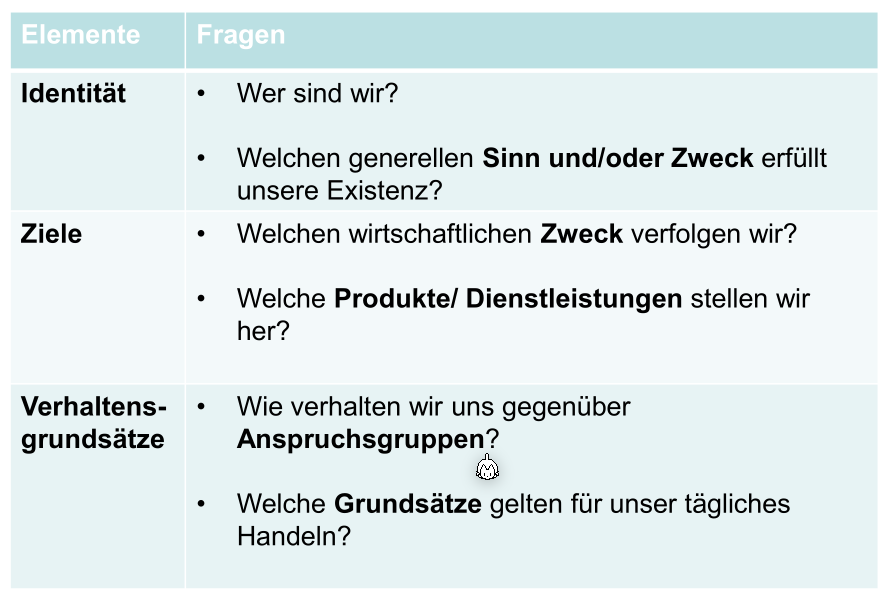 Elemente Fragen
Identität • Wer sind wir?
• Welchen generellen Sinn und/oder Zweck erfüllt
unsere Existenz?
Ziele • Welchen wirtschaftlichen Zweck verfolgen wir?
• Welche Produkte/ Dienstleistungen stellen wir
her?
Verhaltens- • Wie verhalten wir uns gegenüber
grundsätze Anspruchsgruppen?
• Welche Grundsätze gelten für unser tägliches
Handeln?